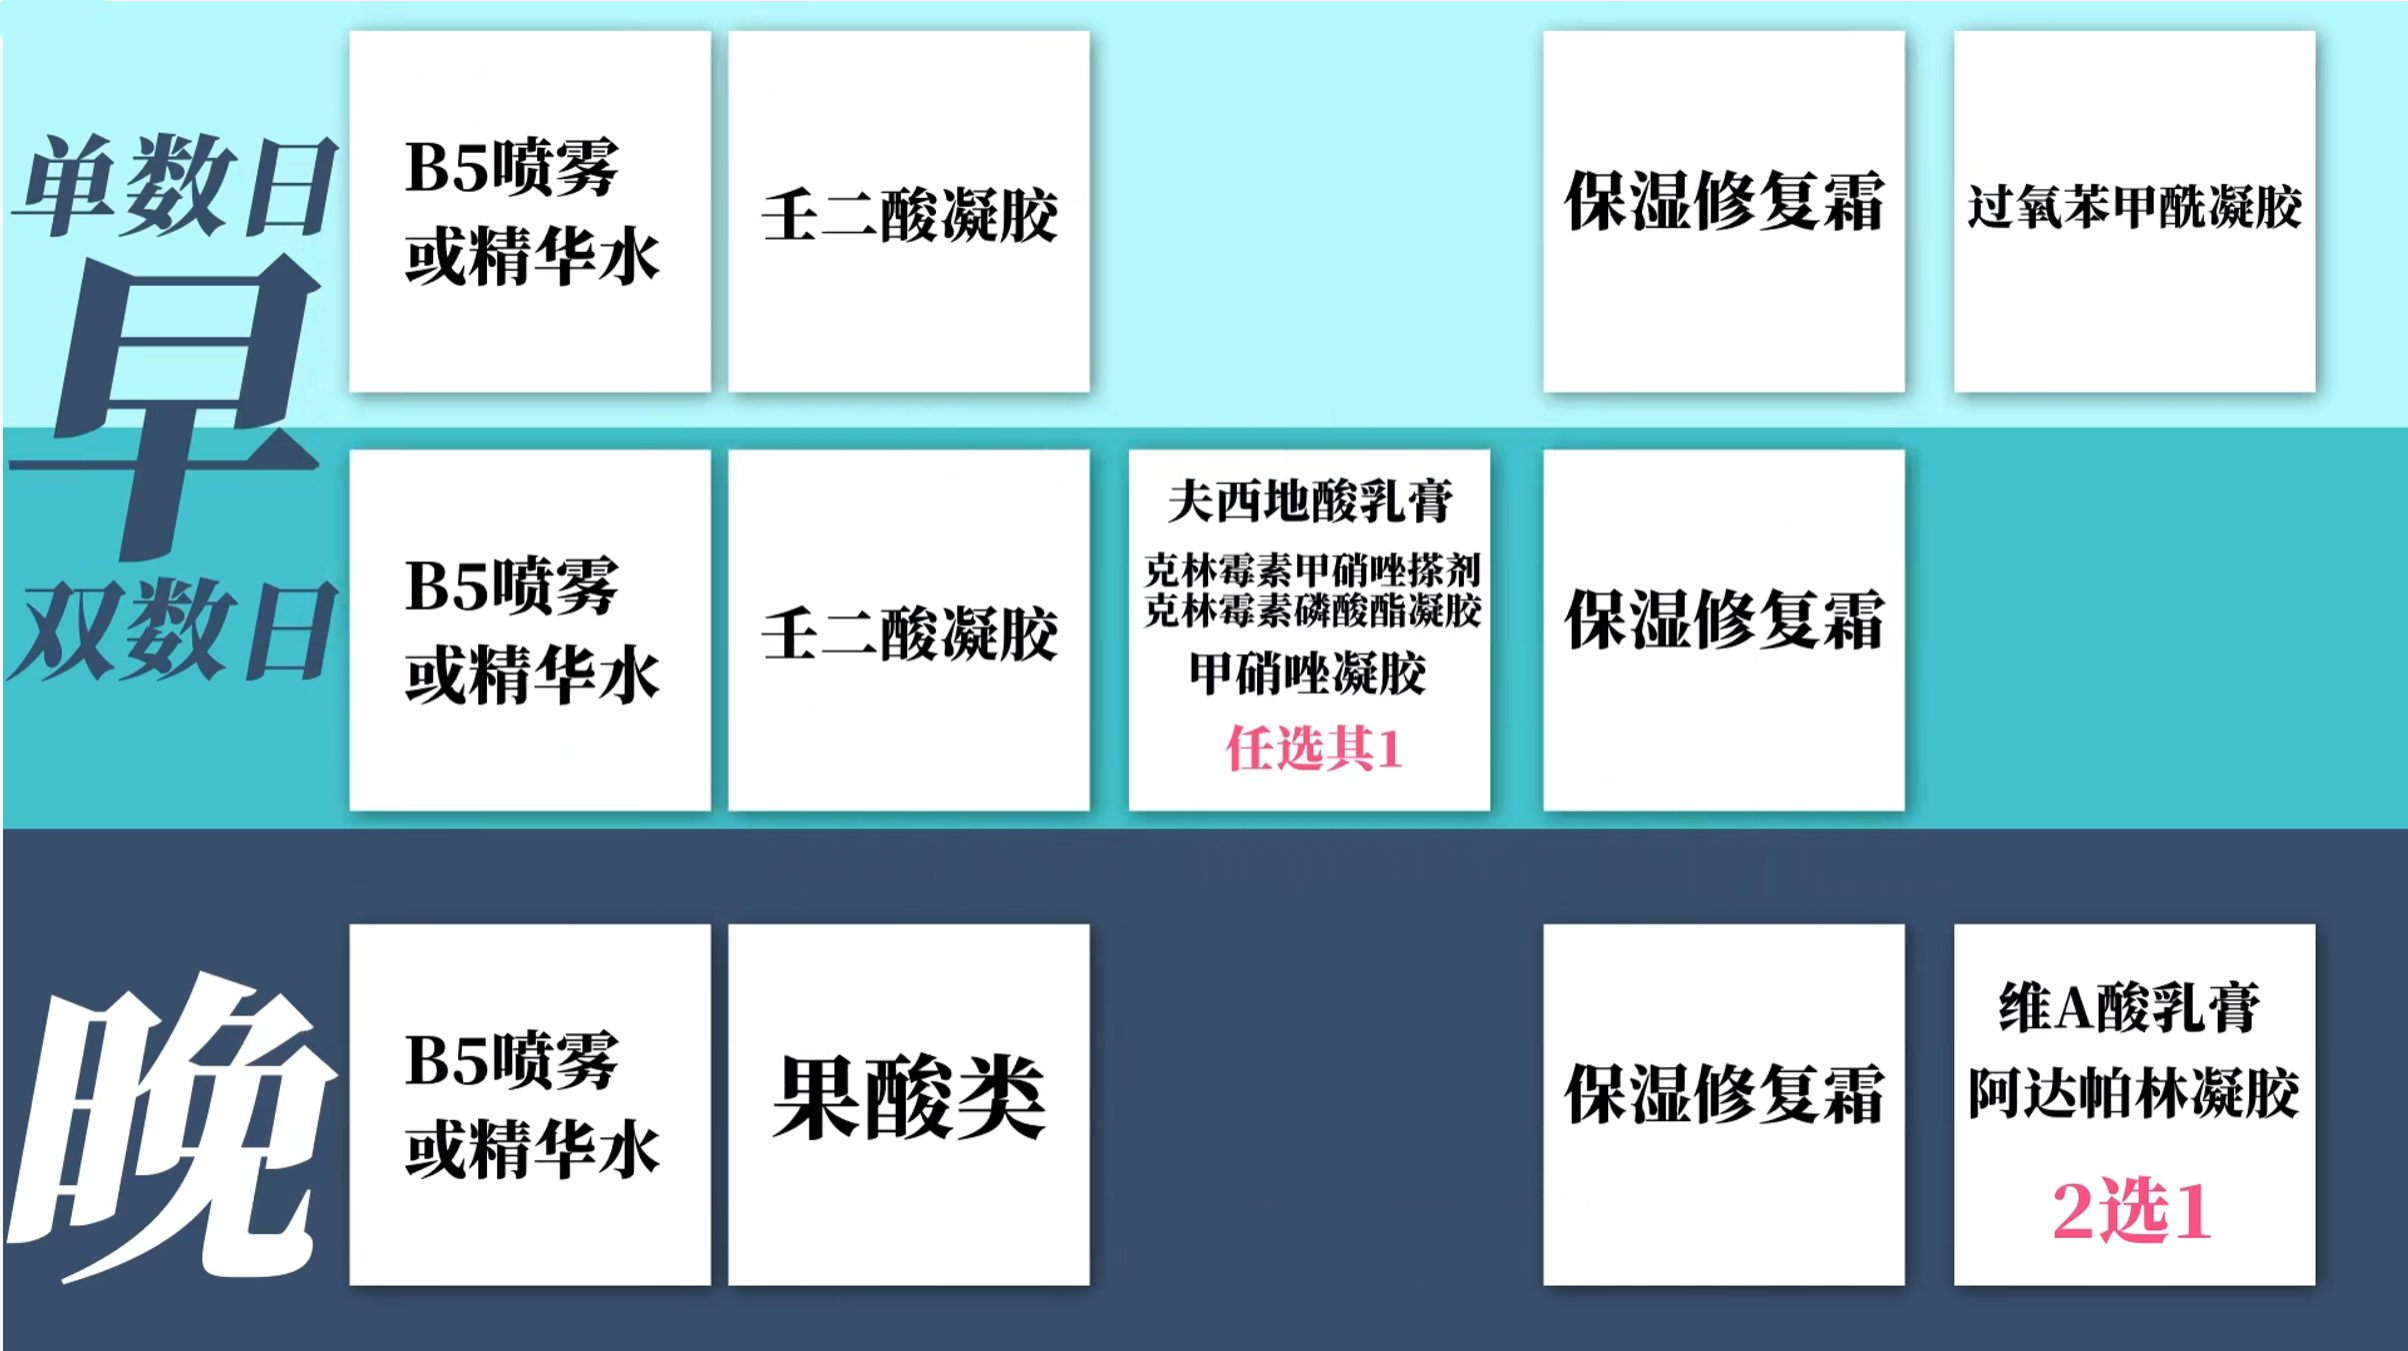 单数日
早
双数日
B5喷雾
或精华水
壬二酸凝胶
保湿修复霜
过氧苯甲酰凝胶
B5喷雾
或精华水
壬二酸凝胶
夫西地酸乳膏
克林霉素甲硝唑搽剂
克林霉素磷酸酯凝胶
甲硝唑凝胶
任选其1
保湿修复霜
晚
B5喷雾
或精华水
果酸类
保湿修复霜
维A酸乳膏
阿达帕林凝胶
2选1